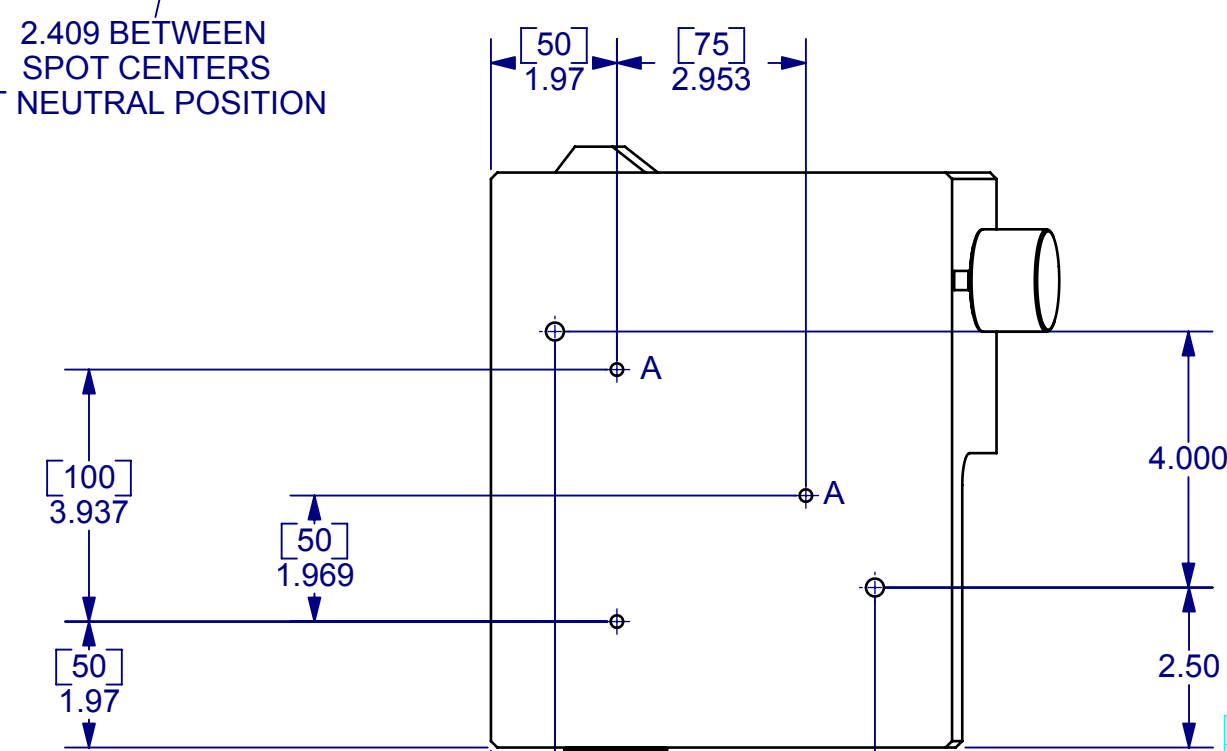 2.409 BETWEEN
SPOT CENTERS
NEUTRAL POSITION
[50]
1.97
[75]
2.953
A
[100]
3.937
4.000
A
[50]
1.969
[50]
1.97
2.50